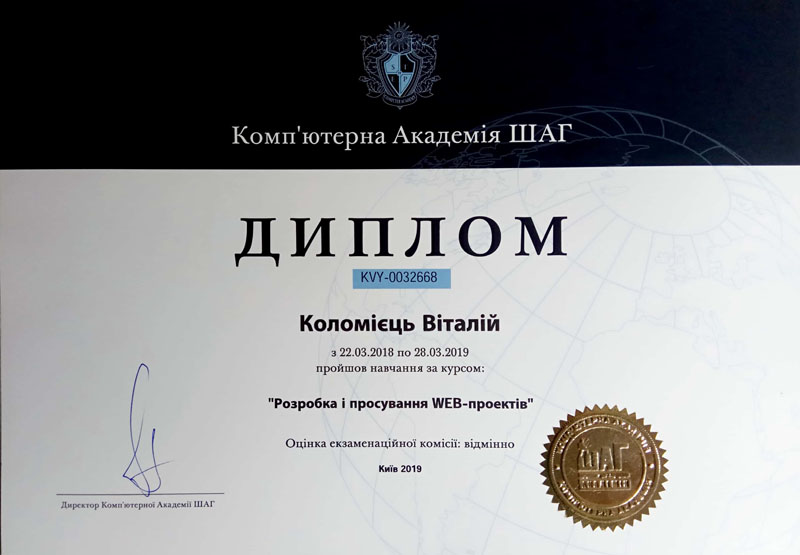 Комп'ютерна Академія ШАГ
ДИПЛОМ
KVY-0032668
Коломієць Віталій
з 22.03.2018 по 28.03.2019
пройшов навчання за курсом:
"Розробка і просування WEB-проектів"
Оцінка екзаменаційної комісії: відмінно
Київ 2019
Директор Комп'ютерної Академії ШАГ
ШАГ